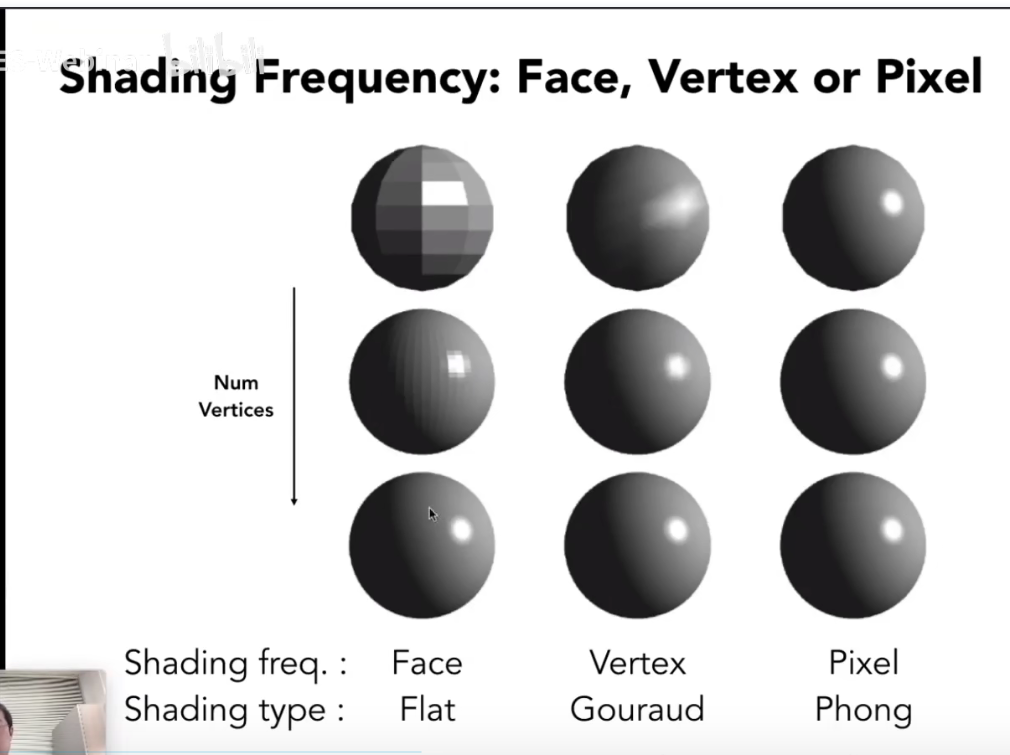 Shading Frequency: Face, Vertex or Pixel
Num
Vertices
Shading freq. : Face Vertex Pixel
Shading type : Flat Gouraud Phong